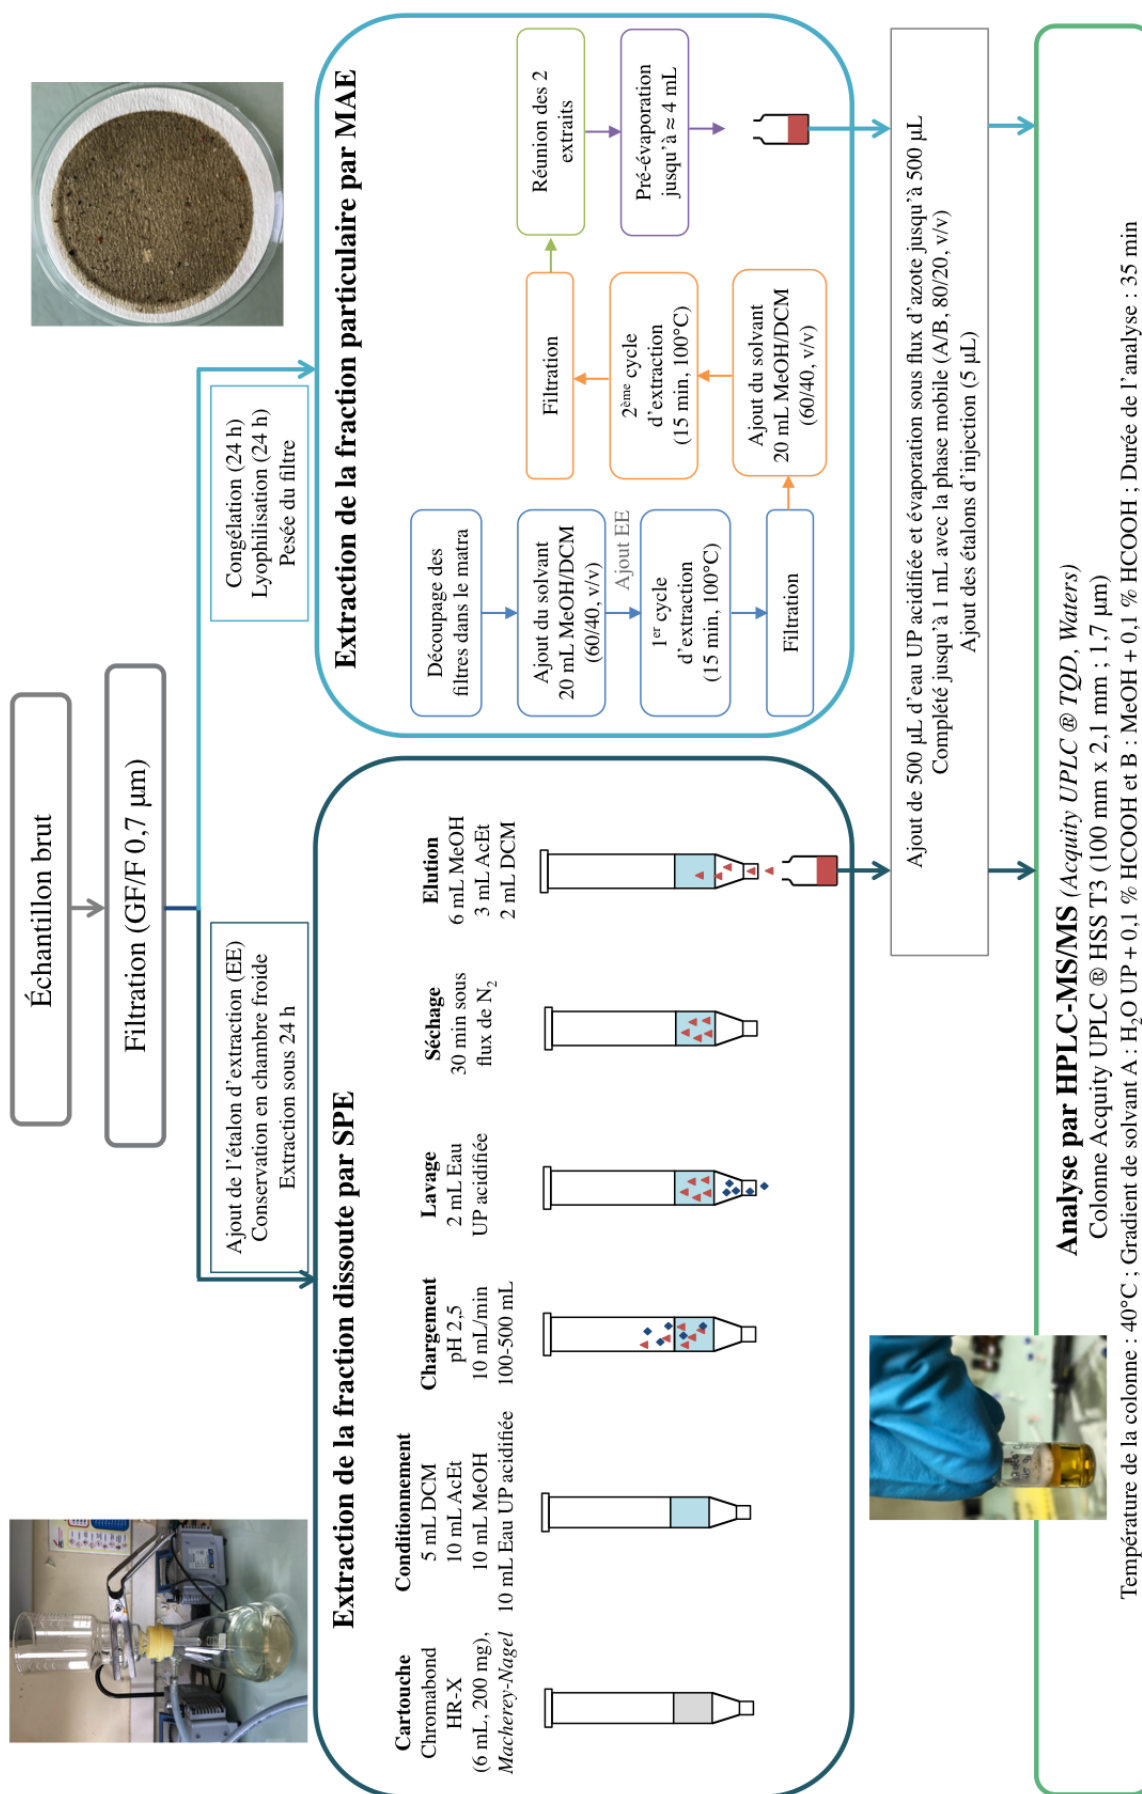 Échantillon brut
Filtration (GF/F 0,7 µm)
Ajout de l'étalon d'extraction (EE)
Conservation en chambre froide
Extraction sous 24 h
Congélation (24 h)
Lyophilisation (24 h)
Pesée du filtre
Extraction de la fraction dissoute par SPE
Cartouche
Chromabond
HR-X
(6 mL, 200 mg),
Macherey-Nagel
Conditionnement
5 mL DCM
10 mL AcEt
10 mL MeOH
10 mL Eau UP acidifiée
Chargement
pH 2,5
10 mL/min
100-500 mL
Lavage
2 mL Eau
UP acidifiée
Séchage
30 min sous
flux de N₂
Elution
6 mL MeOH
3 mL AcEt
2 mL DCM
Extraction de la fraction particulaire par MAE
Découpage des
filtres dans le matra
Ajout du solvant
20 mL MeOH/DCM
(60/40, v/v)
Ajout EE
1er cycle
d'extraction
(15 min, 100°C)
Filtration
Ajout du solvant
20 mL MeOH/DCM
(60/40, v/v)
2ème cycle
d'extraction
(15 min, 100°C)
Filtration
Réunion des 2
extraits
Pré-évaporation
jusqu'à ≈ 4 mL
Ajout de 500 µL d'eau UP acidifiée et évaporation sous flux d'azote jusqu'à 500 µL
Complété jusqu'à 1 mL avec la phase mobile (A/B, 80/20, v/v)
Ajout des étalons d'injection (5 µL)
Analyse par HPLC-MS/MS (Acquity UPLC ® TQD, Waters)
Colonne Acquity UPLC ® HSS T3 (100 mm x 2,1 mm ; 1,7 µm)
Température de la colonne : 40°C ; Gradient de solvant A : H₂O UP + 0,1 % HCOOH et B : MeOH + 0,1 % HCOOH ; Durée de l'analyse : 35 min